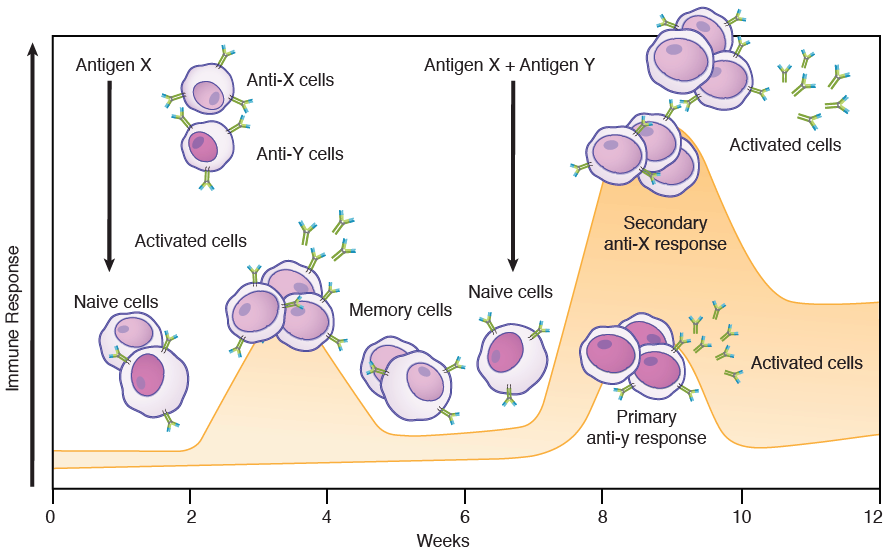 Antigen X
Anti-X cells
Anti-Y cells
Antigen X + Antigen Y
Activated cells
Activated cells
Secondary
anti-X response
Naive cells
Memory cells
Naive cells
Activated cells
Primary
anti-y response
Immune Response
0 2 4 6 8 10 12
Weeks